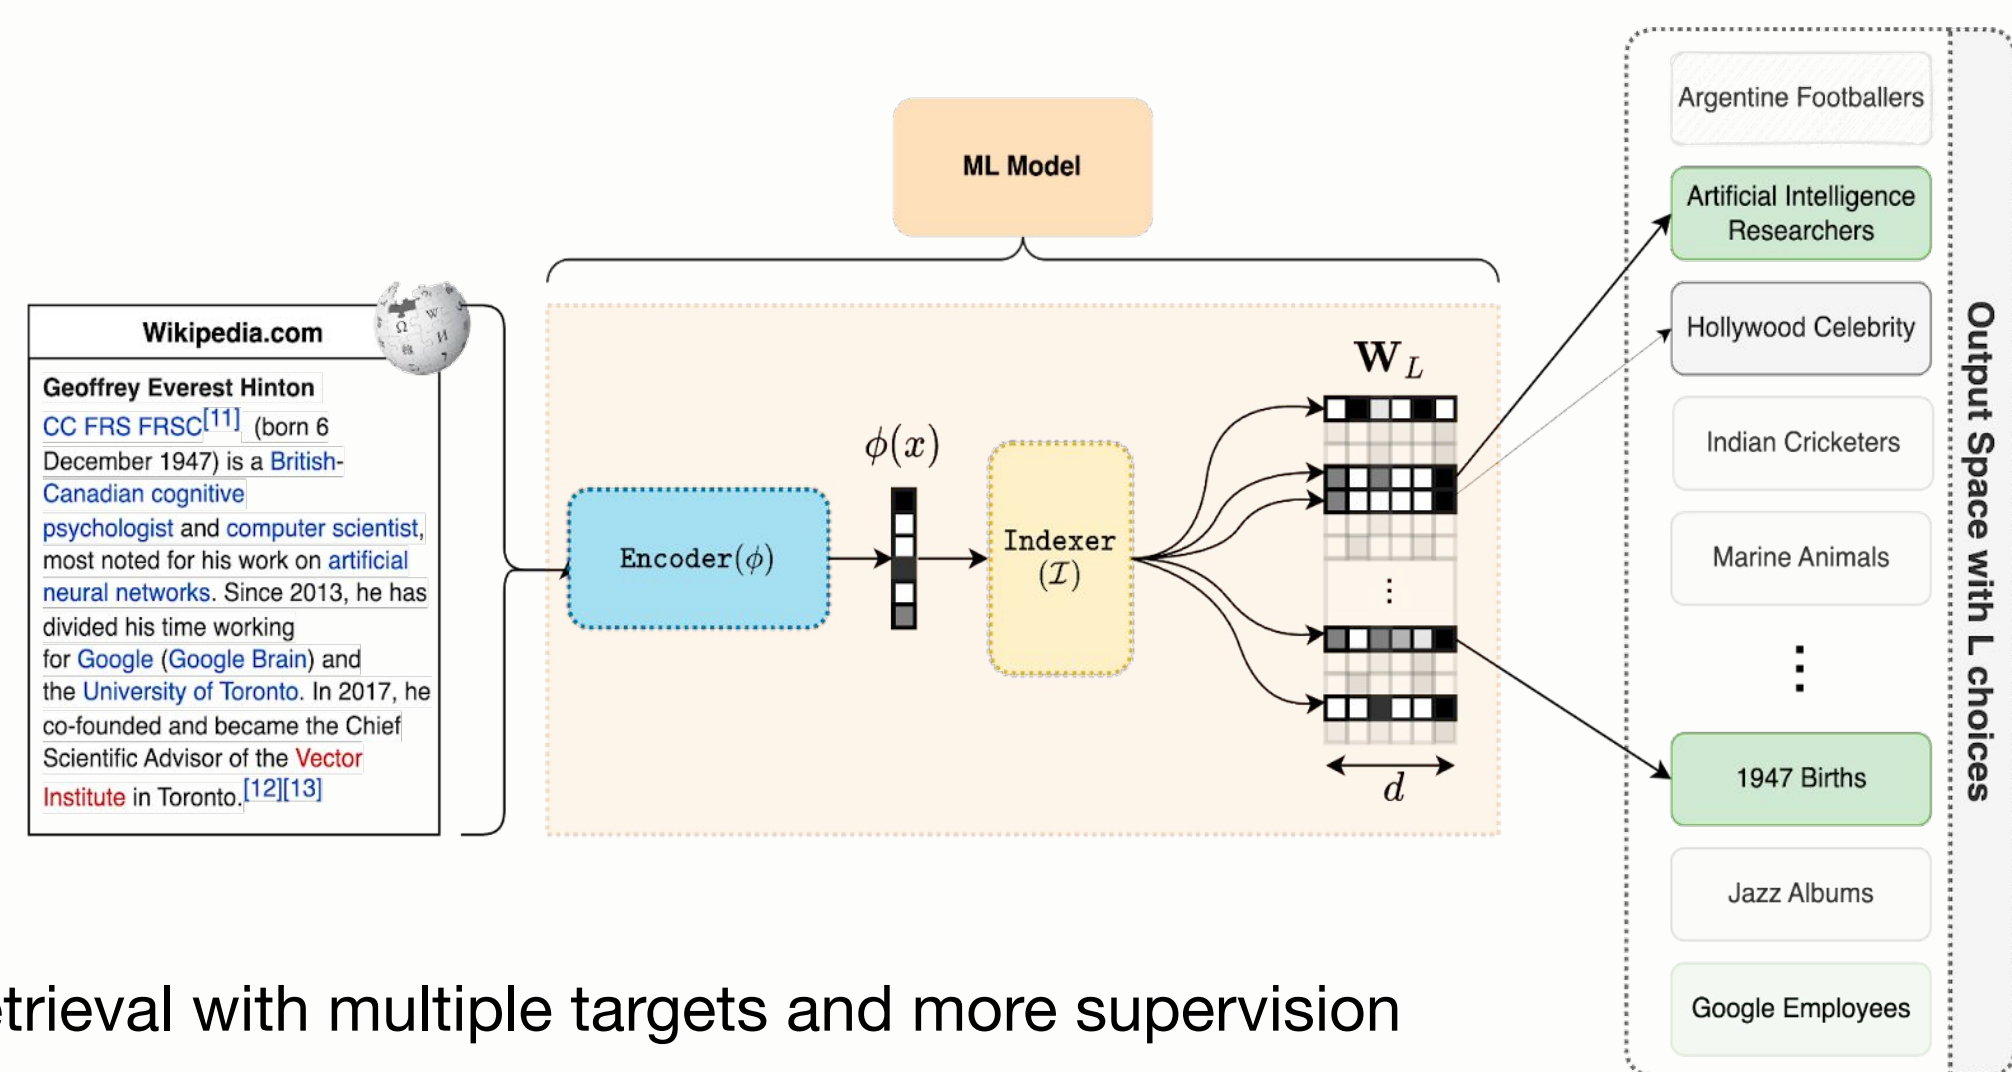 Wikipedia.com
Geoffrey Everest Hinton
CC FRS FRSC[11] (born 6
December 1947) is a British-
Canadian cognitive
psychologist and computer scientist,
most noted for his work on artificial
neural networks. Since 2013, he has
divided his time working
for Google (Google Brain) and
the University of Toronto. In 2017, he
co-founded and became the Chief
Scientific Advisor of the Vector
Institute in Toronto.[12][13]
ML Model
Encoder(ϕ)
ϕ(x)
Indexer
(ℐ)
W_L
⋮
d
Argentine Footballers
Artificial Intelligence
Researchers
Hollywood Celebrity
Indian Cricketers
Marine Animals
⋮
1947 Births
Jazz Albums
Google Employees
Output Space with L choices
etrieval with multiple targets and more supervision